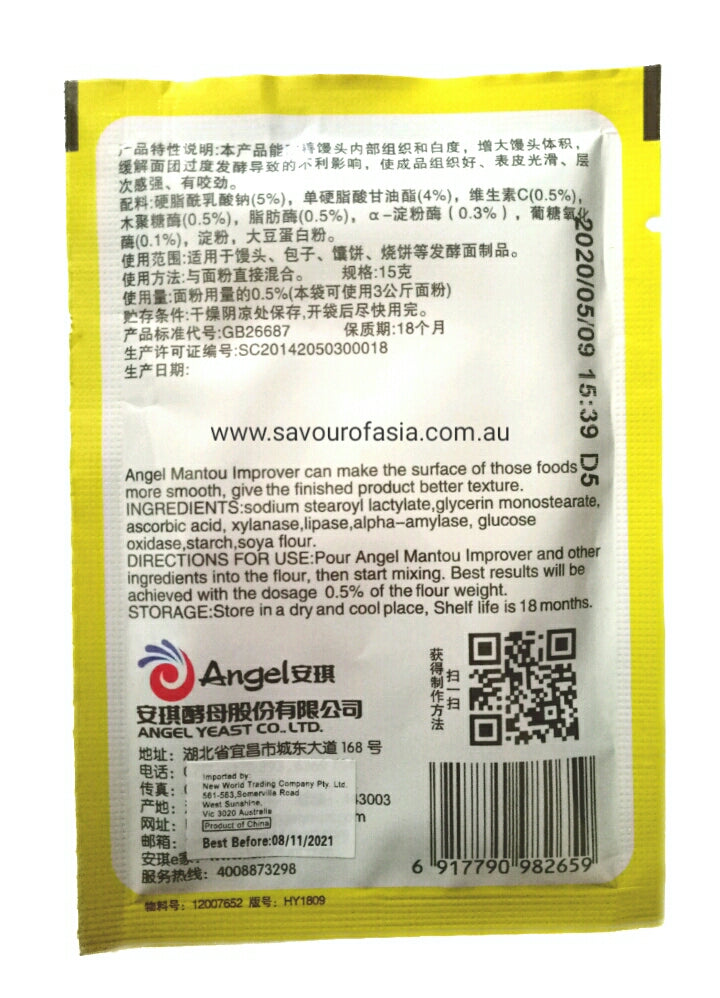 产品特性说明:本产品能 馒头内部组织和白度，增大馒头体积，
缓解面团过度发酵导致的不利影响，使成品组织好、表皮光滑、层
次感强、有咬劲。
配料:硬脂酰乳酸钠(5%)，单硬脂酸甘油酯(4%)，维生素C(0.5%)，
木聚糖酶(0.5%)，脂肪酶(0.5%)，α-淀粉酶(0.3%)，葡糖氧化
酶(0.1%)，淀粉，大豆蛋白粉。
使用范围:适用于馒头、包子、馕饼、烧饼等发酵面制品。
使用方法:与面粉直接混合。 规格:15克
使用量:面粉用量的0.5%(本袋可使用3公斤面粉)
贮存条件:干燥阴凉处保存,开袋后尽快用完。
产品标准代号:GB26687 保质期:18个月
生产许可证编号:SC20142050300018
生产日期:
2020/05/09 15:39 D5
www.savourofasia.com.au
Angel Mantou Improver can make the surface of those foods
more smooth, give the finished product better texture.
INGREDIENTS:sodium stearoyl lactylate,glycerin monostearate,
ascorbic acid, xylanase,lipase,alpha-amylase, glucose
oxidase,starch,soya flour.
DIRECTIONS FOR USE:Pour Angel Mantou Improver and other
ingredients into the flour, then start mixing. Best results will be
achieved with the dosage 0.5% of the flour weight.
STORAGE:Store in a dry and cool place, Shelf life is 18 months.
Angel安琪
安琪酵母股份有限公司
ANGEL YEAST CO.,LTD.
扫一扫
获得制作方法
地址: 湖北省宜昌市城东大道168号
电话:
传真:
产地: 43003
网址: m
邮箱:
安琪e家:
服务热线: 4008873298
Imported by:
New World Trading Company Pty. Ltd.
561-563,Somerville Road
West Sunshine,
Vic 3020 Australia
Product of China
Best Before:08/11/2021
6 917790 982659
物料号: 12007652 版号: HY1809